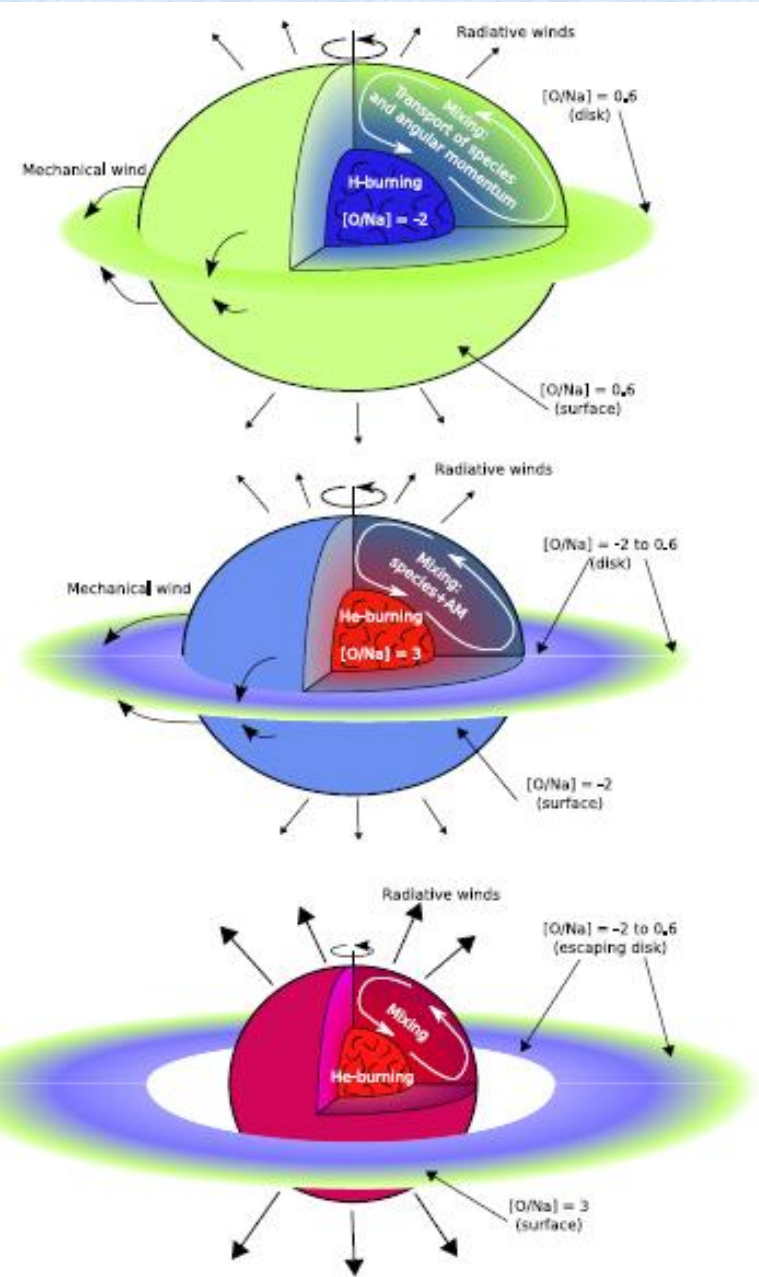 Radiative winds
[O/Na] = 0.6
(disk)
Mixing:
Transport of species
and angular momentum
Mechanical wind
H-burning
[O/Na] = -2
[O/Na] = 0.6
(surface)
Radiative winds
[O/Na] = -2 to 0.6
(disk)
Mixing:
species+AM
Mechanical wind
He-burning
[O/Na] = 3
[O/Na] = -2
(surface)
Radiative winds
[O/Na] = -2 to 0.6
(escaping disk)
Mixing
He-burning
[O/Na] = 3
(surface)